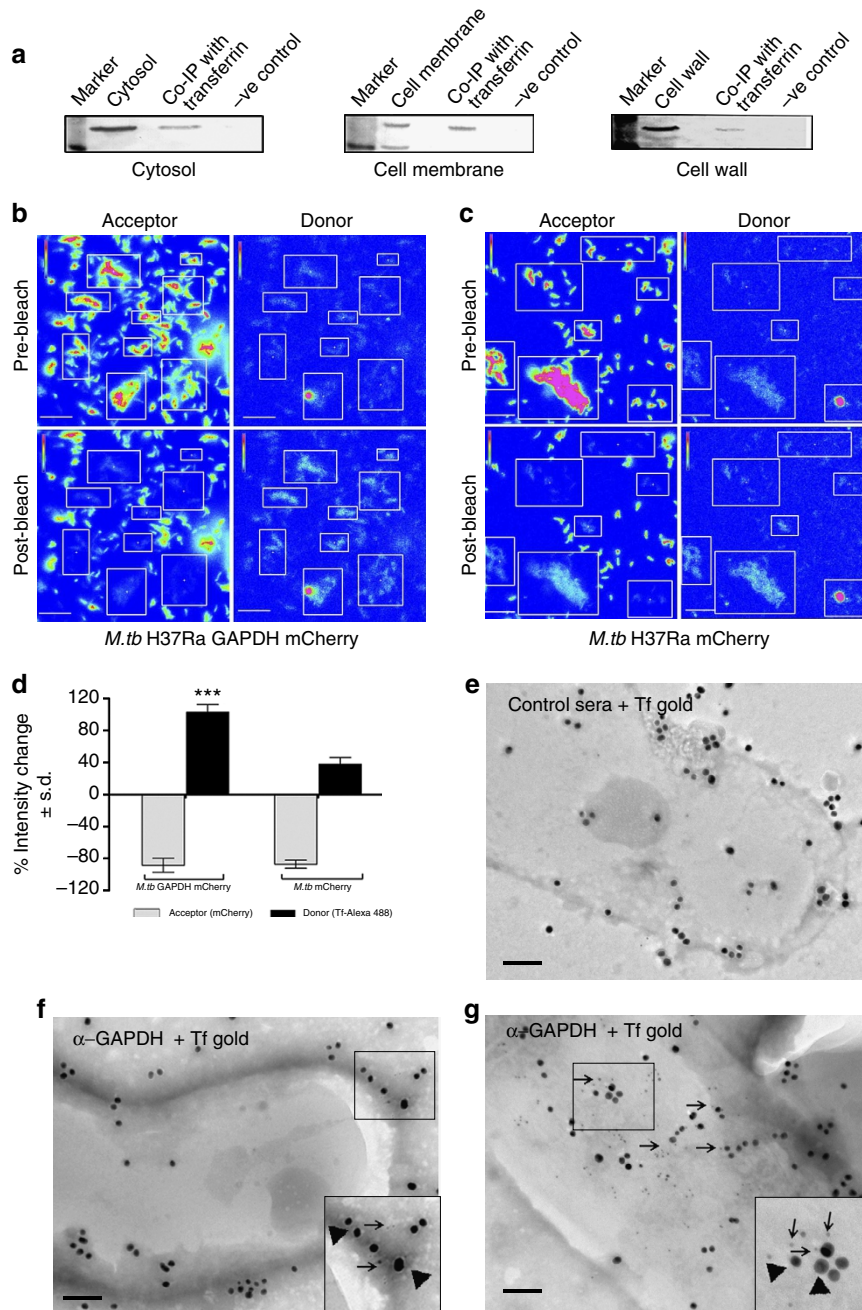 a
Marker
Cytosol
Co-IP with
transferrin
–ve control
Cytosol
Marker
Cell membrane
Co-IP with
transferrin
–ve control
Cell membrane
Marker
Cell wall
Co-IP with
transferrin
–ve control
Cell wall
b
Acceptor
Donor
Pre-bleach
Post-bleach
M.tb H37Ra GAPDH mCherry
c
Acceptor
Donor
Pre-bleach
Post-bleach
M.tb H37Ra mCherry
d
% Intensity change
± s.d.
120
80
40
0
–40
–80
–120
***
M.tb GAPDH mCherry
M.tb mCherry
Acceptor (mCherry)
Donor (Tf-Alexa 488)
e
Control sera + Tf gold
f
α–GAPDH + Tf gold
g
α–GAPDH + Tf gold